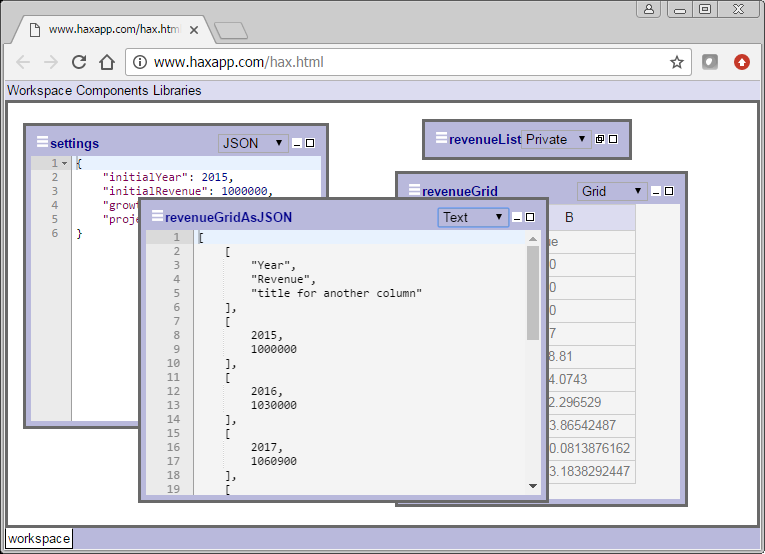 www.haxapp.com/hax.htm
www.haxapp.com/hax.html
Workspace Components Libraries
settings
JSON
1 {
2 "initialYear": 2015,
3 "initialRevenue": 1000000,
4 "growt
5 "proje
6 }
revenueList
Private
revenueGrid
Grid
B
ue
0
0
0
7
8.81
4.0743
2.296529
3.86542487
0.0813876162
3.1838292447
revenueGridAsJSON
Text
1 [
2 [
3 "Year",
4 "Revenue",
5 "title for another column"
6 ],
7 [
8 2015,
9 1000000
10 ],
11 [
12 2016,
13 1030000
14 ],
15 [
16 2017,
17 1060900
18 ],
19 [
workspace